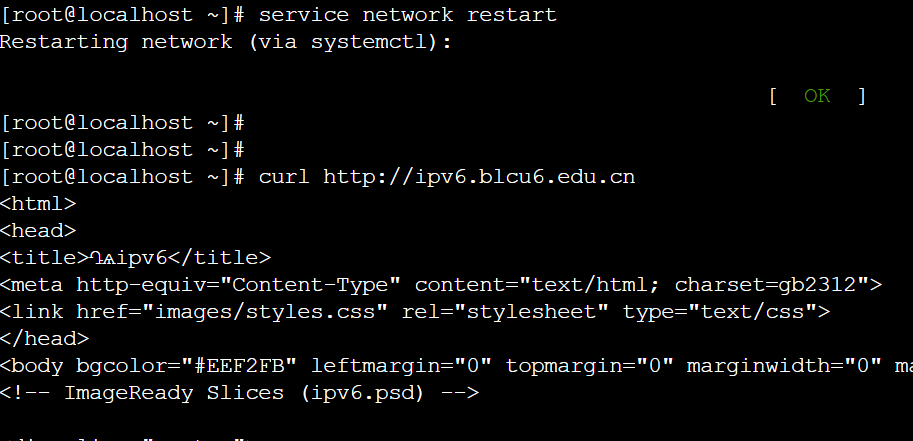 [root@localhost ~]# service network restart
Restarting network (via systemctl):
[  OK  ]
[root@localhost ~]#
[root@localhost ~]#
[root@localhost ~]# curl http://ipv6.blcu6.edu.cn
<html>
<head>
<title>ipv6</title>
<meta http-equiv="Content-Type" content="text/html; charset=gb2312">
<link href="images/styles.css" rel="stylesheet" type="text/css">
</head>
<body bgcolor="#EEF2FB" leftmargin="0" topmargin="0" marginwidth="0" ma
<!-- ImageReady Slices (ipv6.psd) -->